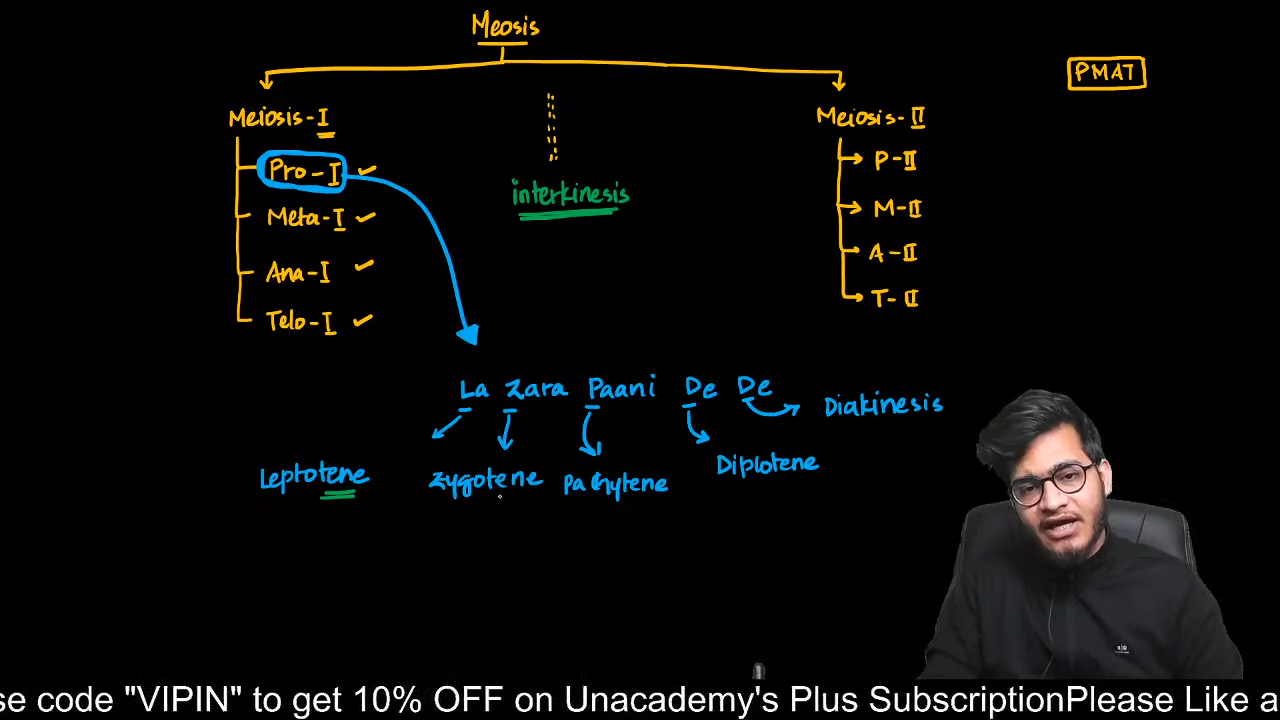 Meosis
PMAT
Meiosis-I
Meiosis-II
Pro-I
P-II
interkinesis
Meta-I
M-II
Ana-I
A-II
Telo-I
T-II
La Zara Paani De De
Diakinesis
Leptotene
Zygotene
Pachytene
Diplotene
se code "VIPIN" to get 10% OFF on Unacademy's Plus SubscriptionPlease Like a